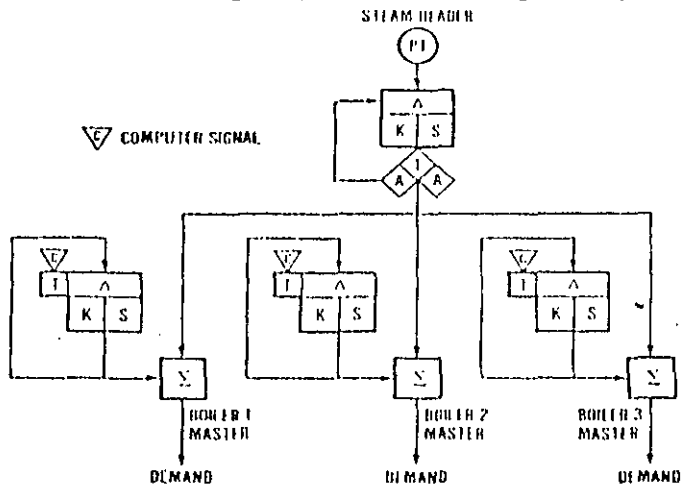 STEAM HEADER
PT
Δ
K S
T
A A
C COMPUTER SIGNAL
C
T
Δ
K S
Σ
BOILER 1
MASTER
DEMAND
C
T
Δ
K S
Σ
BOILER 2
MASTER
DEMAND
C
T
Δ
K S
Σ
BOILER 3
MASTER
DEMAND